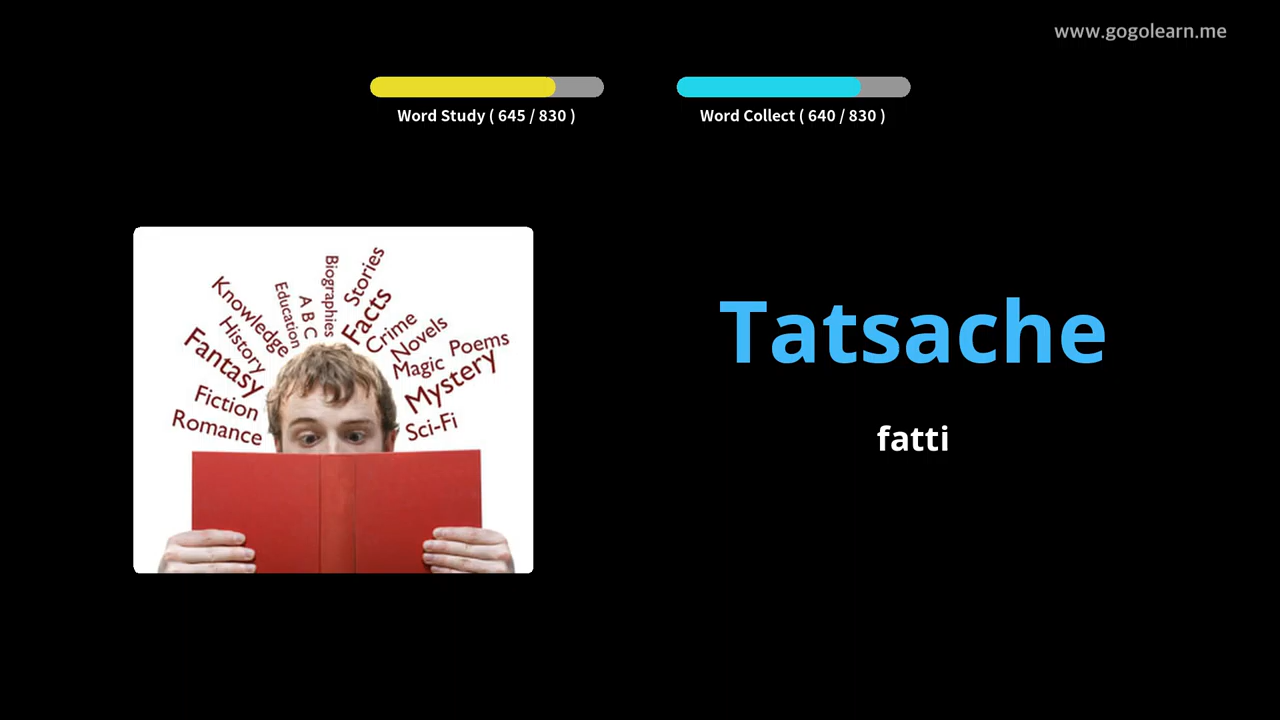 www.gogolearn.me
Word Study ( 645 / 830 )
Word Collect ( 640 / 830 )
Tatsache
fatti
Stories
Biographies
Facts
A B C
Education
Knowledge
History
Crime
Novels
Poems
Magic
Mystery
Fantasy
Fiction
Romance
Sci-Fi